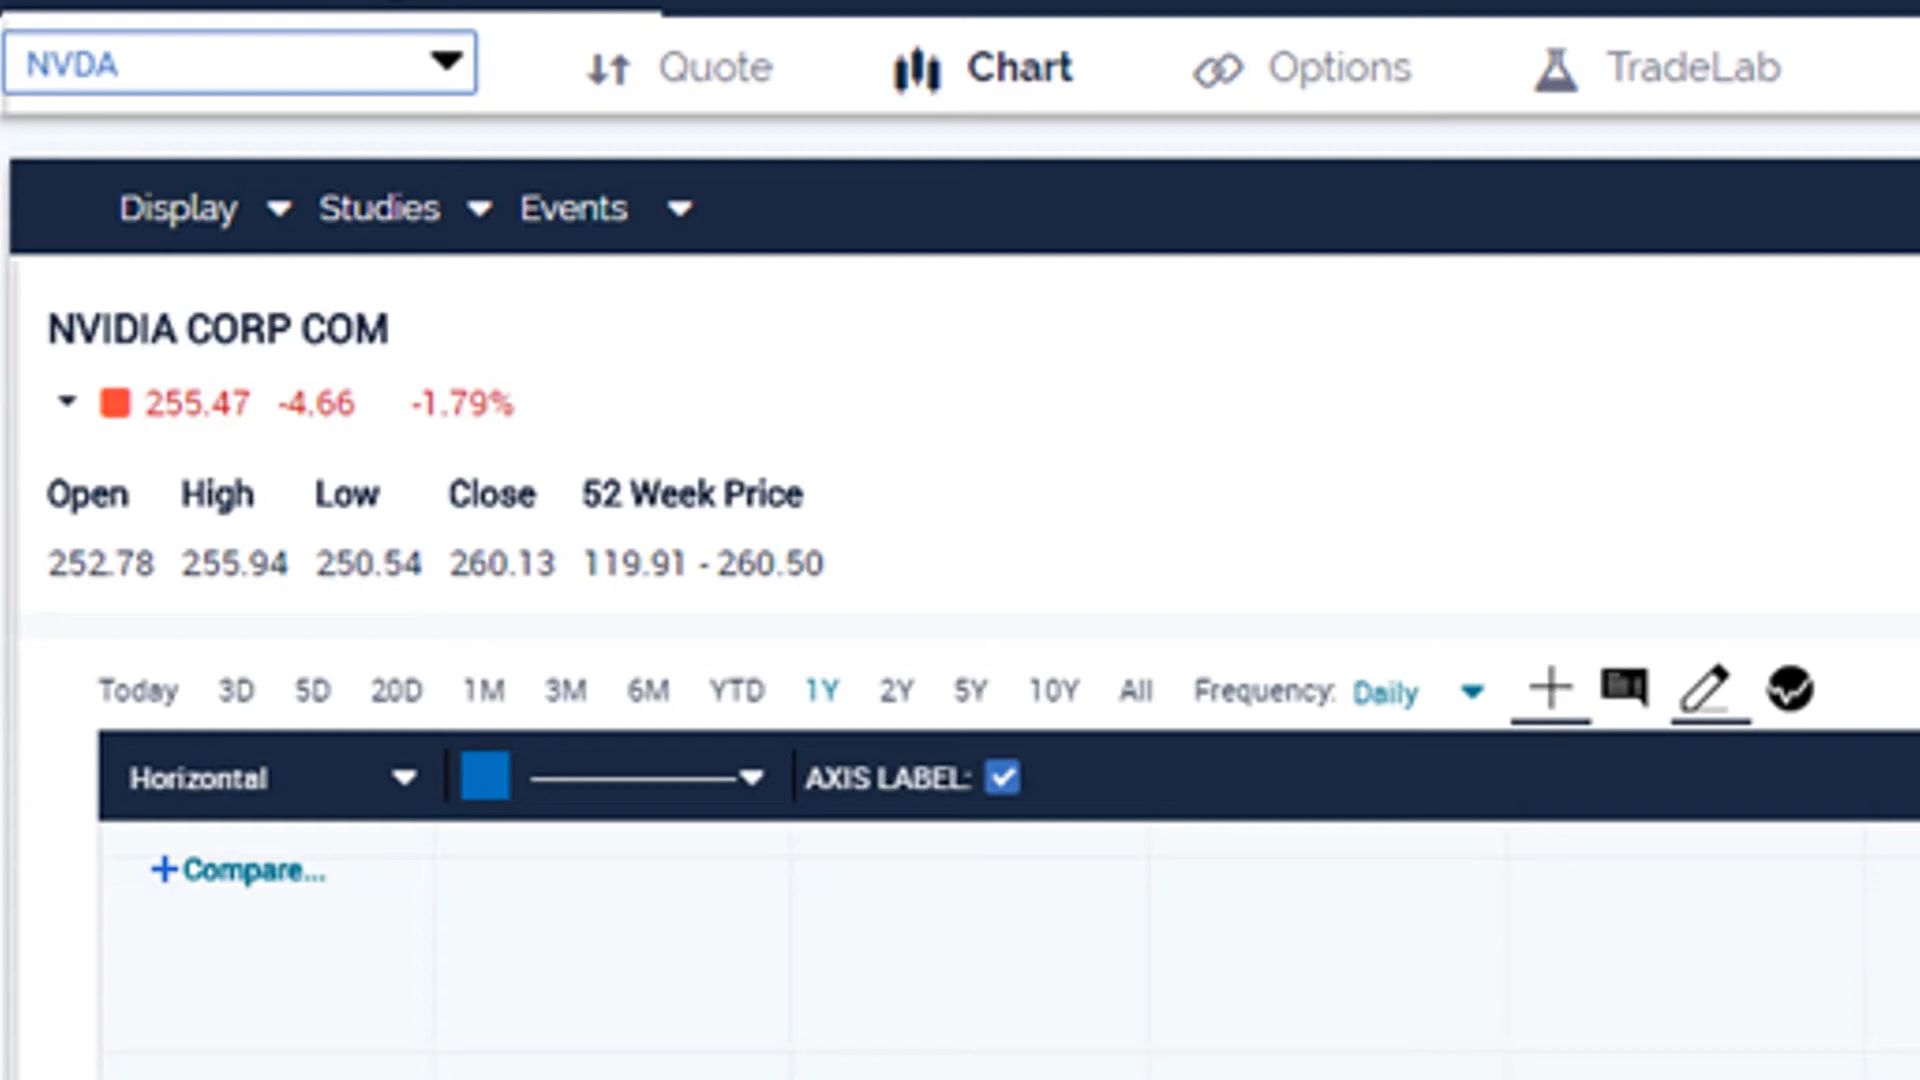 NVDA Quote Chart Options TradeLab
Display Studies Events
NVIDIA CORP COM
255.47 -4.66 -1.79%
Open High Low Close 52 Week Price
252.78 255.94 250.54 260.13 119.91 - 260.50
Today 3D 5D 20D 1M 3M 6M YTD 1Y 2Y 5Y 10Y All Frequency: Daily
Horizontal AXIS LABEL:
+Compare...